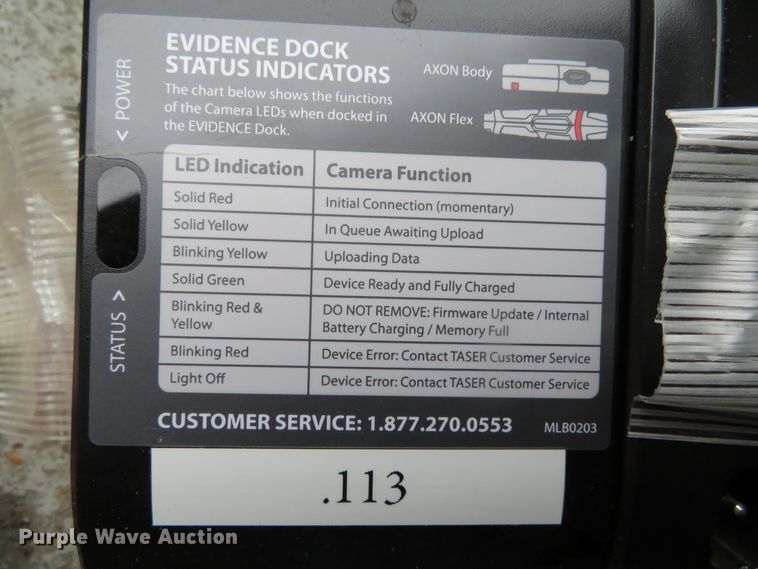 EVIDENCE DOCK
STATUS INDICATORS
The chart below shows the functions
of the Camera LEDs when docked in
the EVIDENCE Dock.
AXON Body
AXON Flex
< POWER
STATUS >
LED Indication Camera Function
Solid Red Initial Connection (momentary)
Solid Yellow In Queue Awaiting Upload
Blinking Yellow Uploading Data
Solid Green Device Ready and Fully Charged
Blinking Red & DO NOT REMOVE: Firmware Update / Internal
Yellow Battery Charging / Memory Full
Blinking Red Device Error: Contact TASER Customer Service
Light Off Device Error: Contact TASER Customer Service
CUSTOMER SERVICE: 1.877.270.0553 MLB0203
.113
Purple Wave Auction